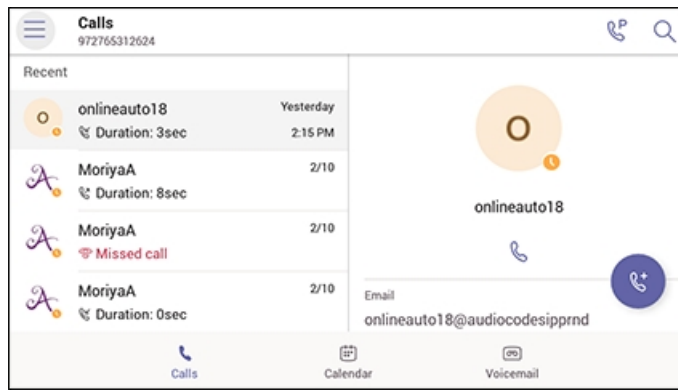 Calls
972765312624
P
Recent
onlineauto18 Yesterday
Duration: 3sec 2:15 PM
MoriyaA 2/10
Duration: 8sec
MoriyaA 2/10
Missed call
MoriyaA 2/10
Duration: 0sec
O
O
onlineauto18
Email
onlineauto18@audiocodesipprnd
Calls Calendar Voicemail